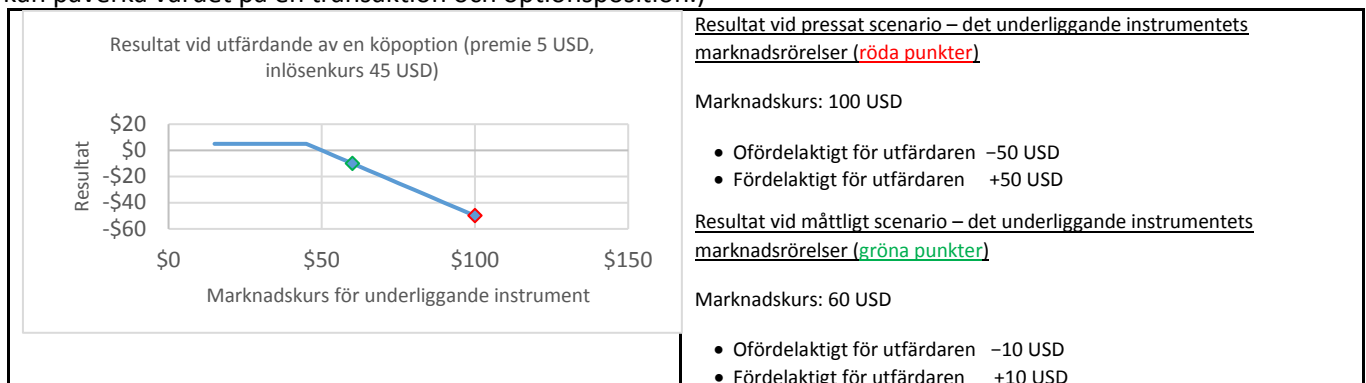 kan påverka värdet på en transaktion och optionsposition.)
Resultat vid utfärdande av en köpoption (premie 5 USD,
inlösenkurs 45 USD)
$20
$0
-$20
-$40
-$60
Resultat
$0
$50
$100
$150
Marknadskurs för underliggande instrument
Resultat vid pressat scenario – det underliggande instrumentets
marknadsrörelser (röda punkter)
Marknadskurs: 100 USD
• Ofördelaktigt för utfärdaren −50 USD
• Fördelaktigt för utfärdaren +50 USD
Resultat vid måttligt scenario – det underliggande instrumentets
marknadsrörelser (gröna punkter)
Marknadskurs: 60 USD
• Ofördelaktigt för utfärdaren −10 USD
• Fördelaktigt för utfärdaren +10 USD